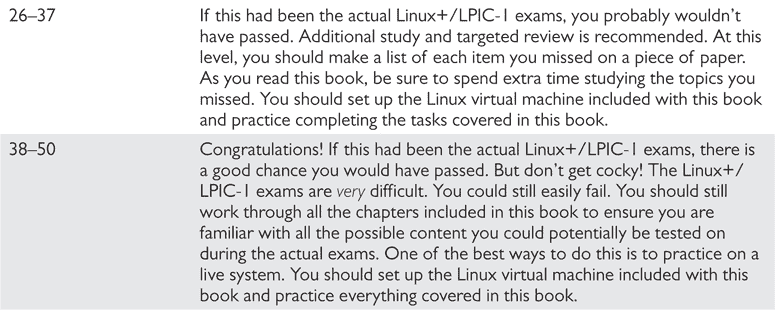 26–37 If this had been the actual Linux+/LPIC-1 exams, you probably wouldn't
have passed. Additional study and targeted review is recommended. At this
level, you should make a list of each item you missed on a piece of paper.
As you read this book, be sure to spend extra time studying the topics you
missed. You should set up the Linux virtual machine included with this book
and practice completing the tasks covered in this book.
38–50 Congratulations! If this had been the actual Linux+/LPIC-1 exams, there is
a good chance you would have passed. But don't get cocky! The Linux+/
LPIC-1 exams are very difficult. You could still easily fail. You should still
work through all the chapters included in this book to ensure you are
familiar with all the possible content you could potentially be tested on
during the actual exams. One of the best ways to do this is to practice on a
live system. You should set up the Linux virtual machine included with this
book and practice everything covered in this book.